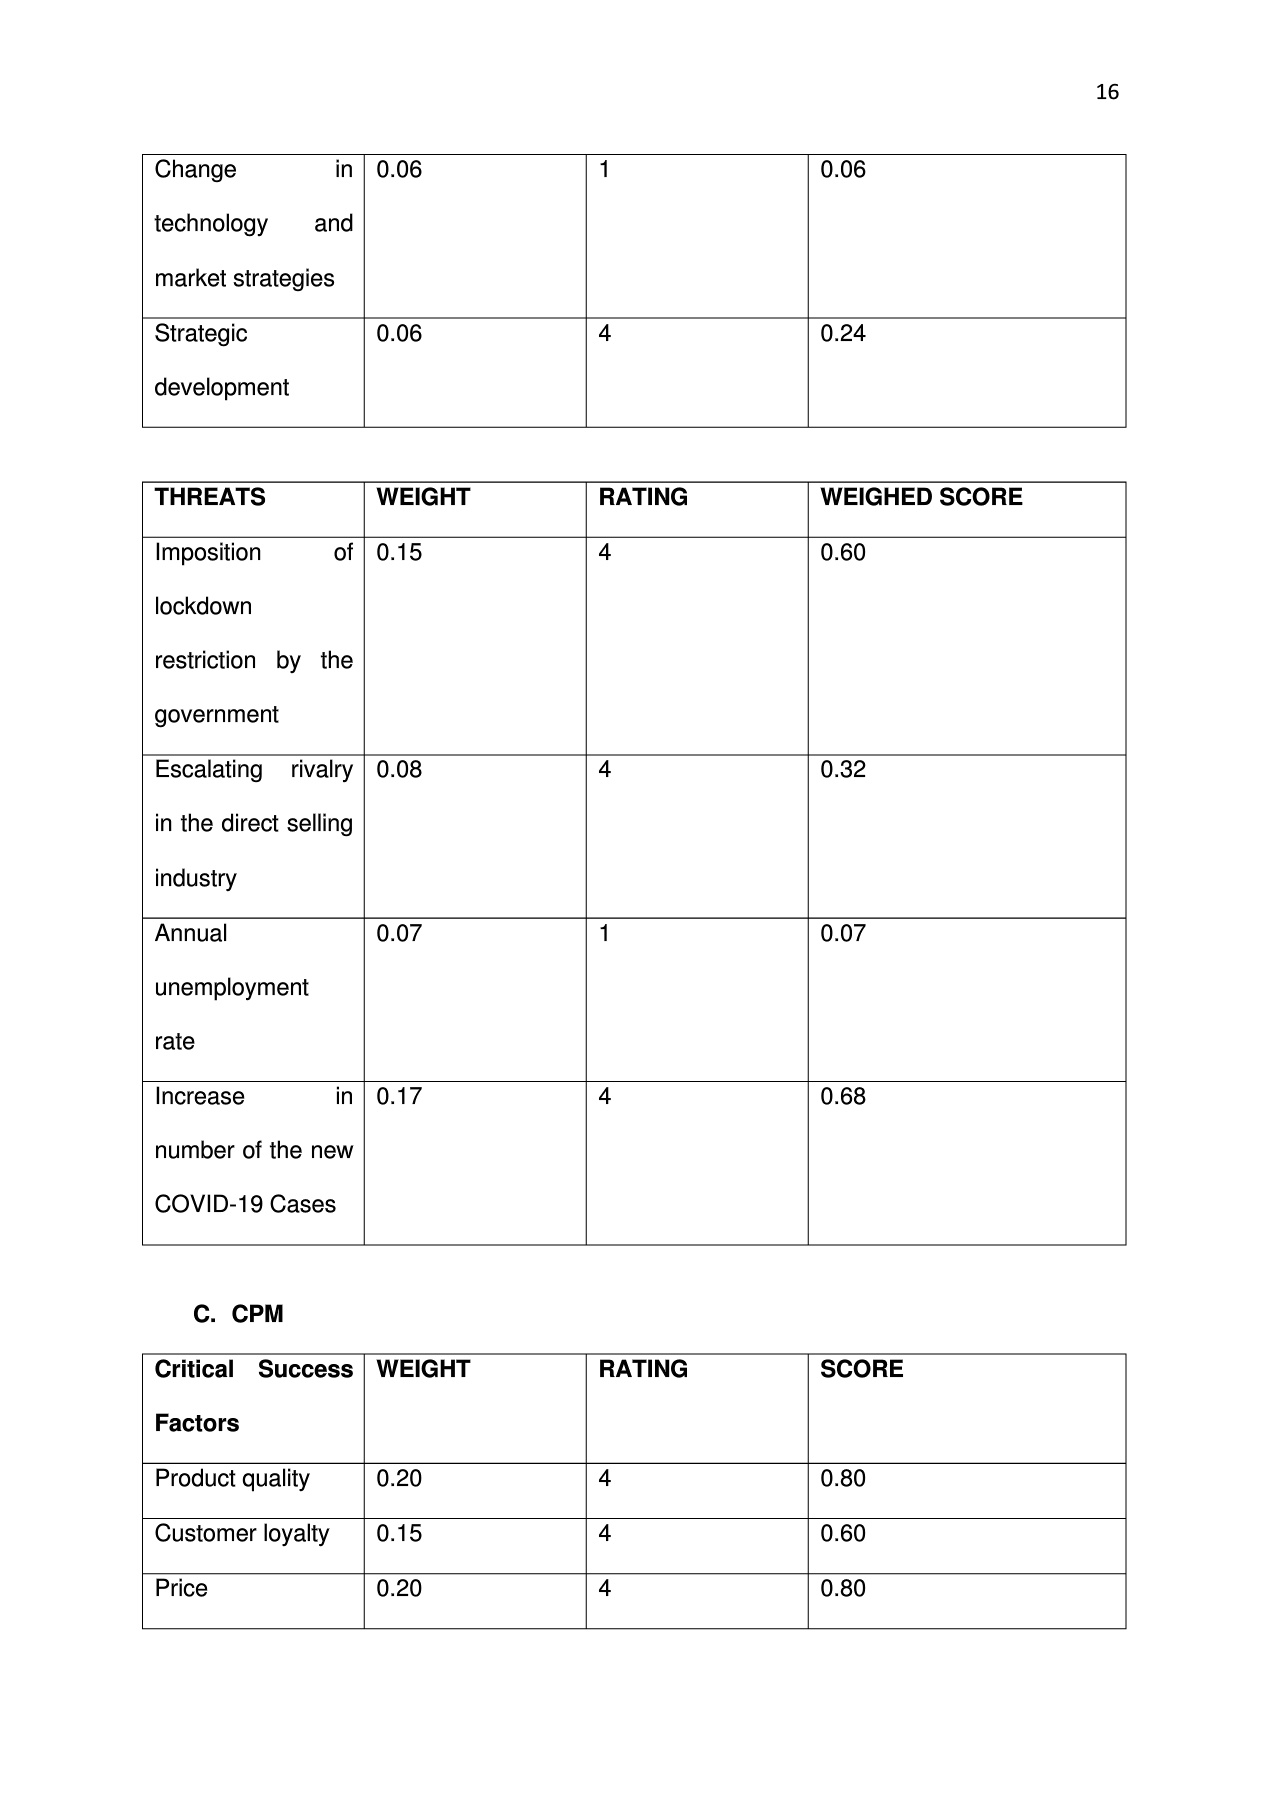 16
Change in 0.06 1 0.06
technology and
market strategies
Strategic 0.06 4 0.24
development
THREATS WEIGHT RATING WEIGHED SCORE
Imposition of 0.15 4 0.60
lockdown
restriction by the
government
Escalating rivalry 0.08 4 0.32
in the direct selling
industry
Annual 0.07 1 0.07
unemployment
rate
Increase in 0.17 4 0.68
number of the new
COVID-19 Cases
C. CPM
Critical Success WEIGHT RATING SCORE
Factors
Product quality 0.20 4 0.80
Customer loyalty 0.15 4 0.60
Price 0.20 4 0.80